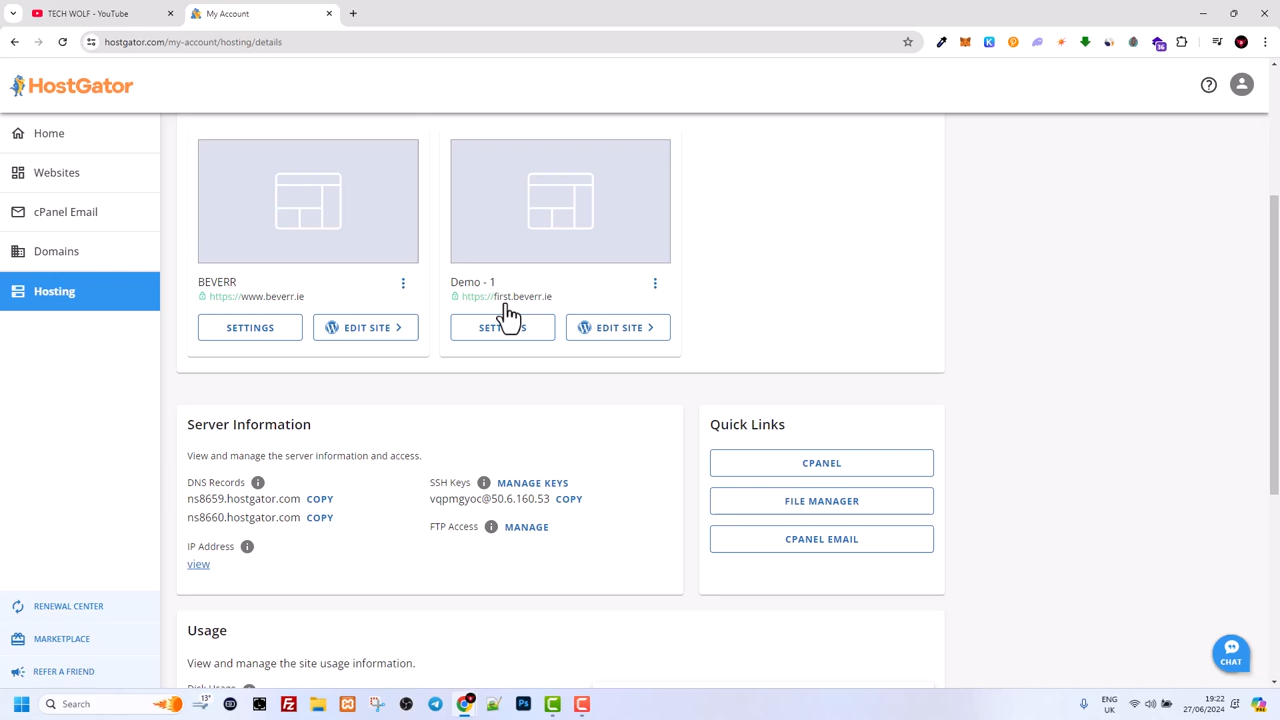 TECH WOLF - YouTube
My Account
hostgator.com/my-account/hosting/details
36
HostGator
Home
Websites
cPanel Email
Domains
Hosting
RENEWAL CENTER
MARKETPLACE
REFER A FRIEND
BEVERR
https://www.beverr.ie
SETTINGS
EDIT SITE
Demo - 1
https://first.beverr.ie
EDIT SITE
Server Information
View and manage the server information and access.
DNS Records
ns8659.hostgator.com COPY
ns8660.hostgator.com COPY
IP Address
view
SSH Keys MANAGE KEYS
vqpmgyoc@50.6.160.53 COPY
FTP Access MANAGE
Quick Links
CPANEL
FILE MANAGER
CPANEL EMAIL
Usage
View and manage the site usage information.
CHAT
Search
13°
ENG
UK
19:22
27/06/2024